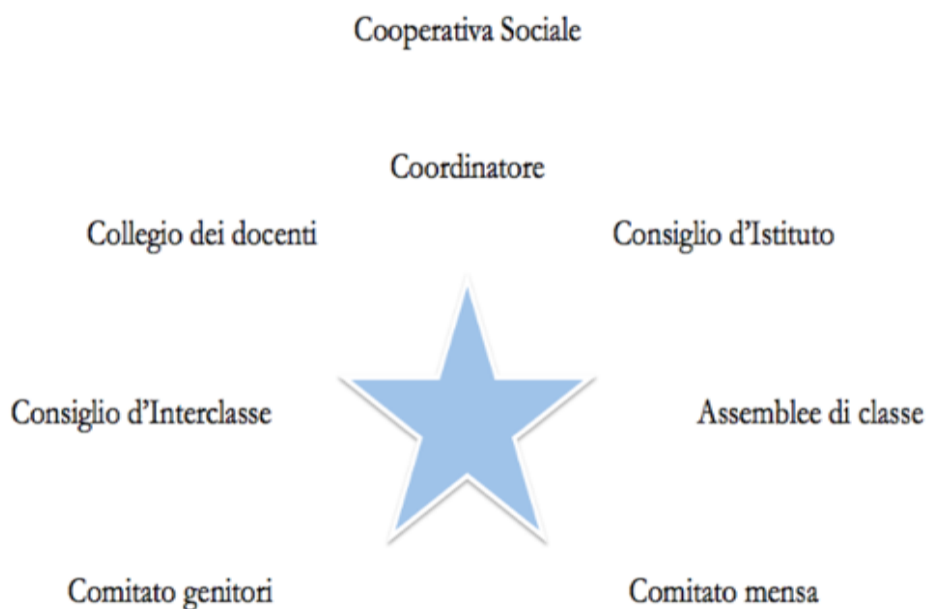 Cooperativa Sociale
Coordinatore
Collegio dei docenti
Consiglio d'Istituto
Consiglio d'Interclasse
Assemblee di classe
Comitato genitori
Comitato mensa